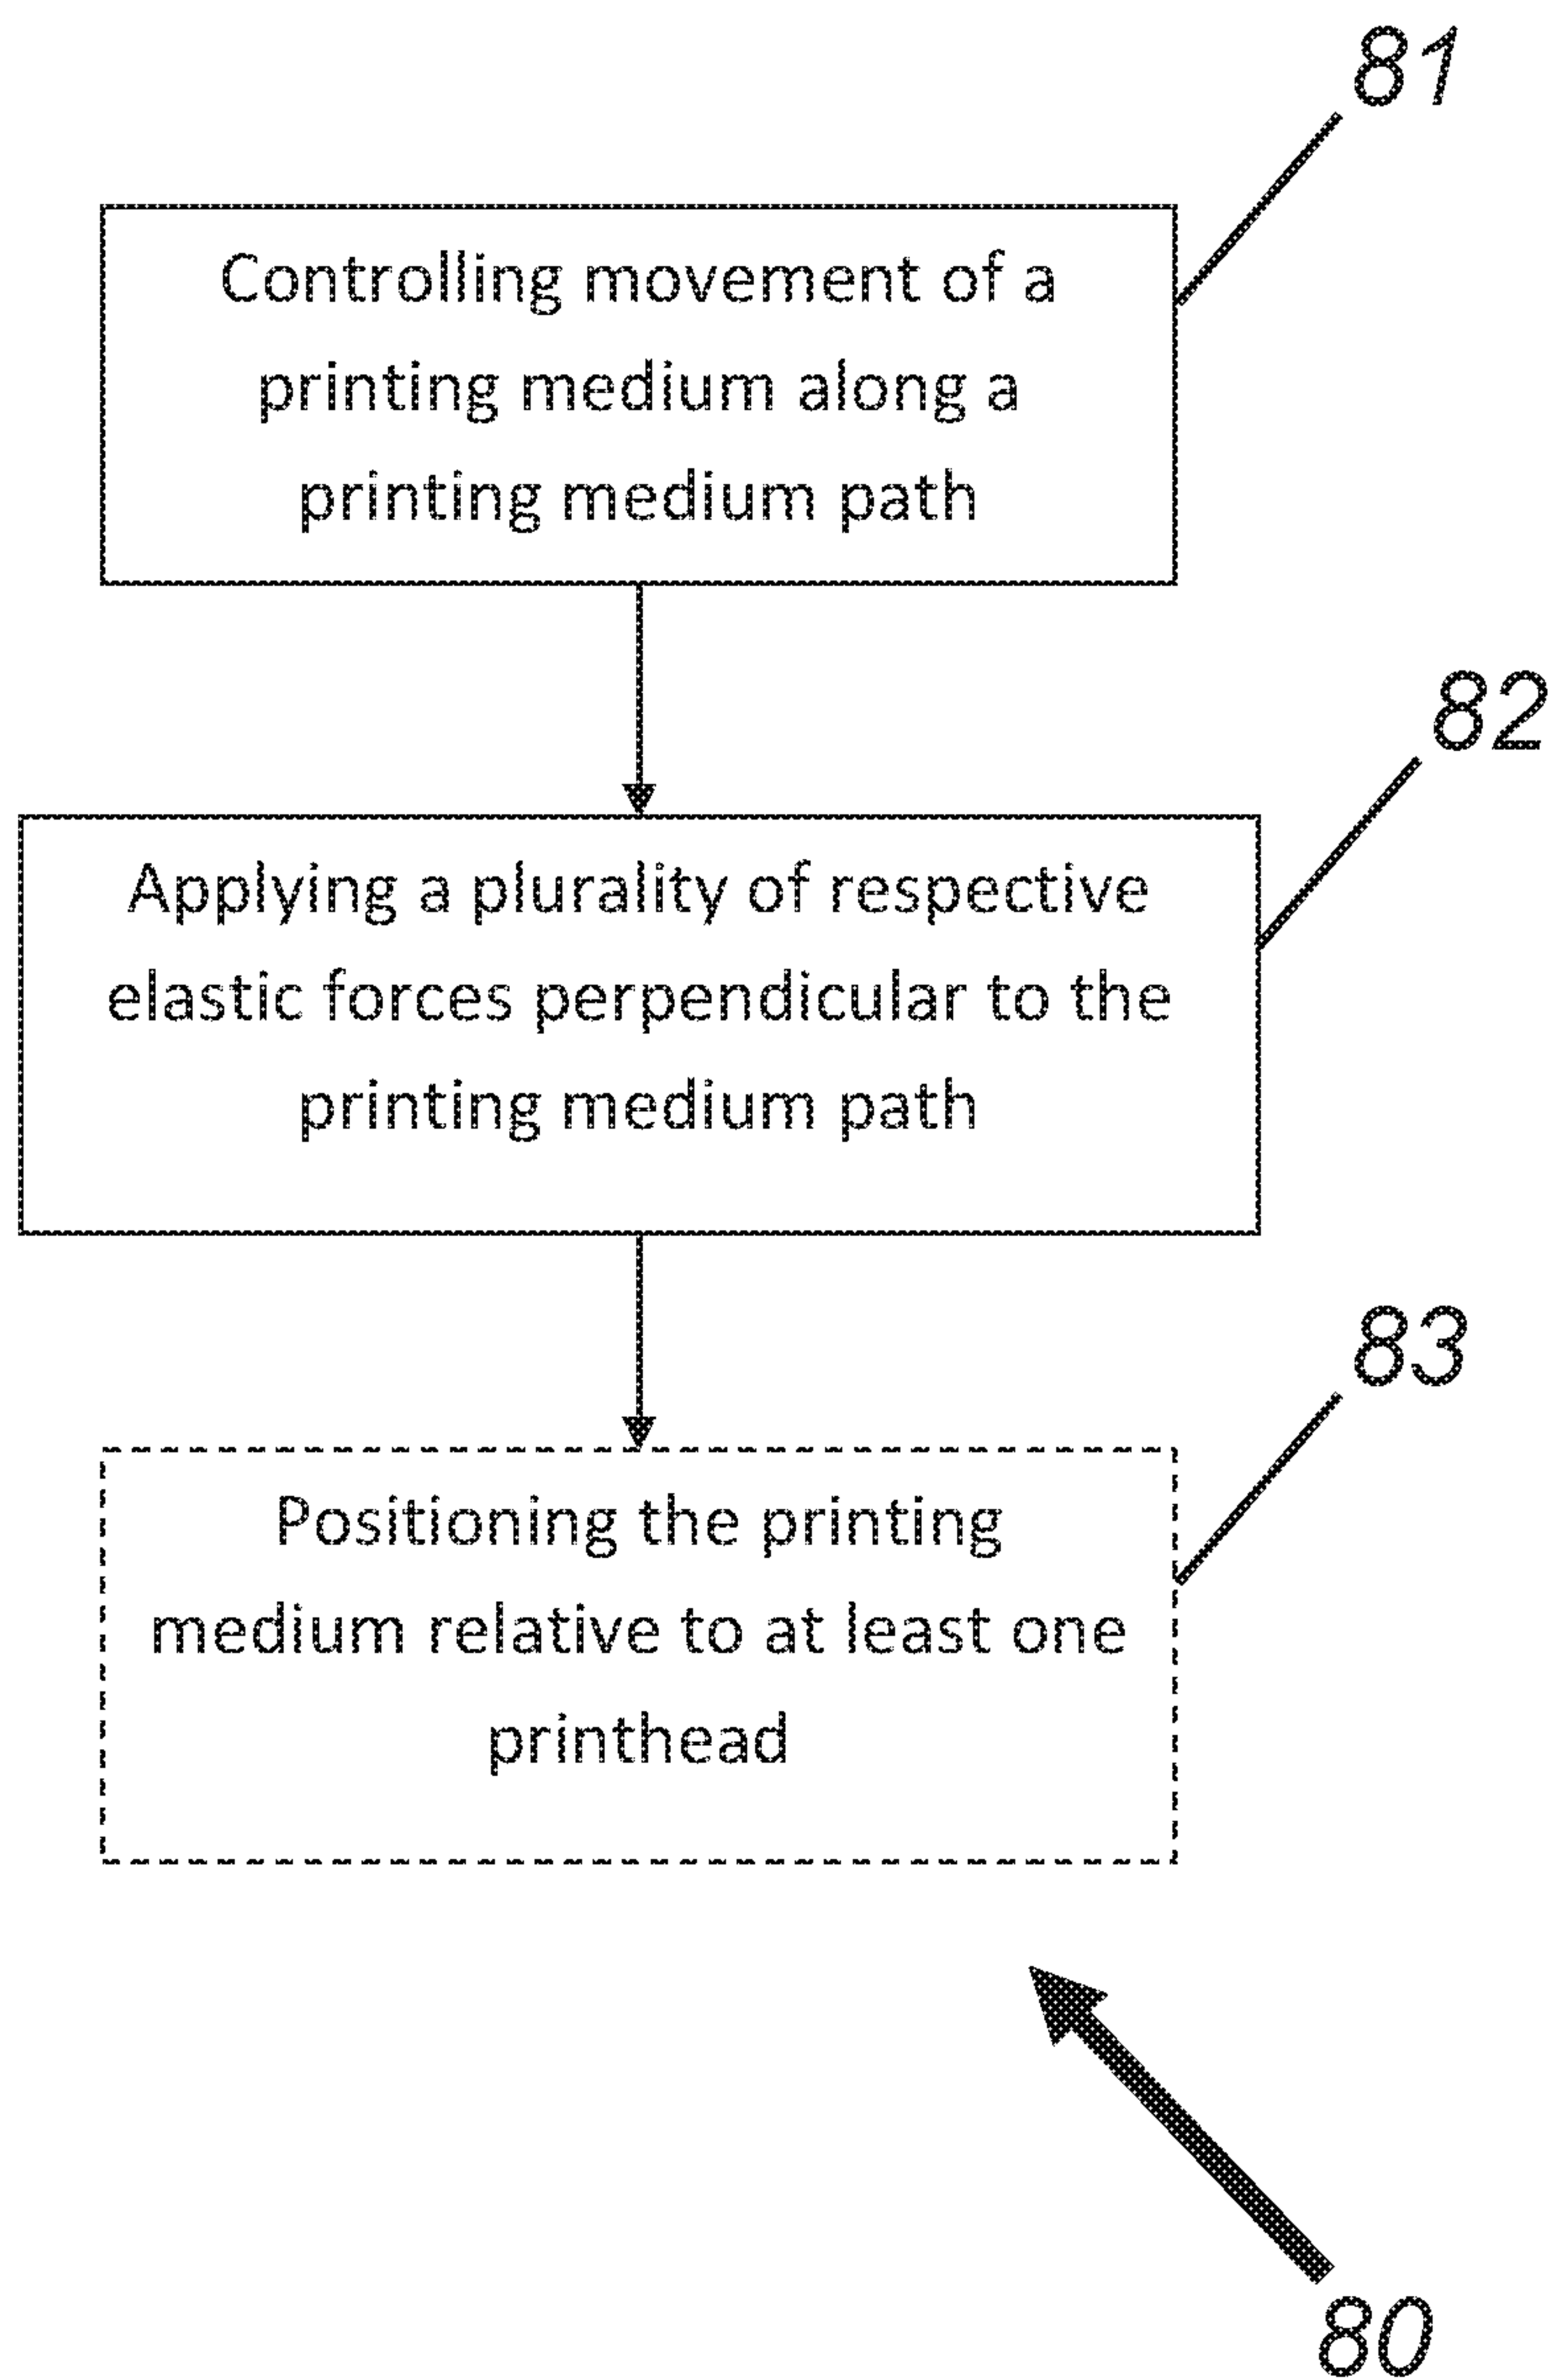 81
Controlling movement of a
printing medium along a
printing medium path
82
Applying a plurality of respective
elastic forces perpendicular to the
printing medium path
83
Positioning the printing
medium relative to at least one
printhead
80